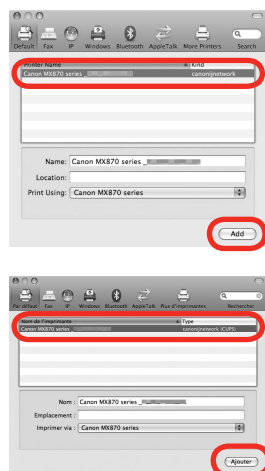 Default Fax IP Windows Bluetooth AppleTalk More Printers Search
Printer Name Kind
Canon MX870 series _ canonijnetwork
Name: Canon MX870 series _
Location:
Print Using: Canon MX870 series
Add
Par défaut Fax IP Windows Bluetooth AppleTalk Plus d'imprimantes Rechercher
Nom de l'imprimante Type
Canon MX870 series _ canonijnetwork (CUPS)
Nom : Canon MX870 series _
Emplacement :
Imprimer via : Canon MX870 series
Ajouter